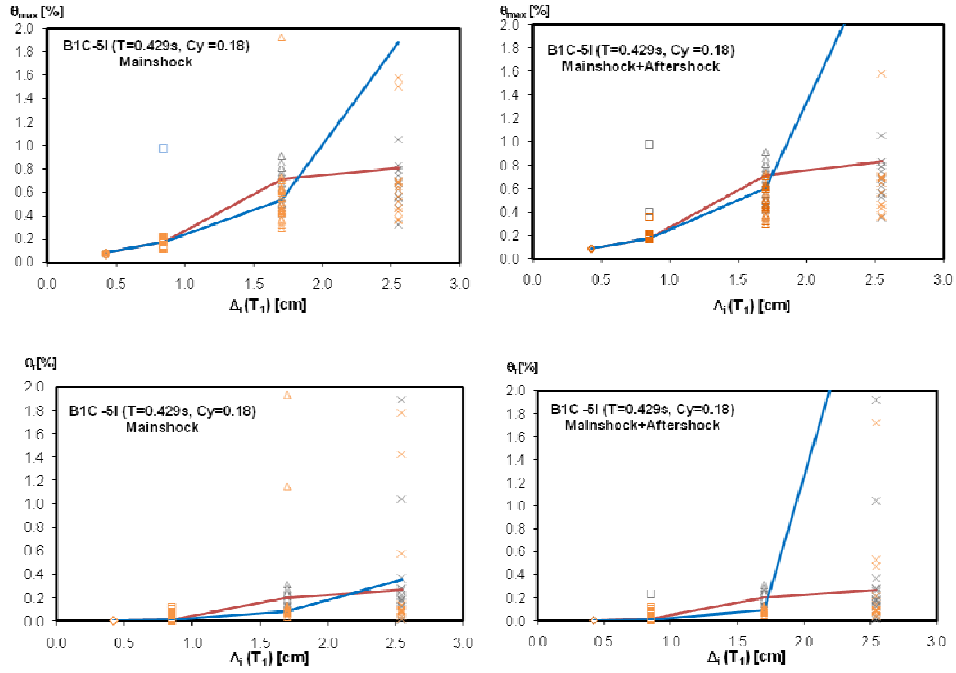 θmax [%]
2.0
1.8
1.6
1.4
1.2
1.0
0.8
0.6
0.4
0.2
0.0
B1C-5I (T=0.429s, Cy =0.18)
Mainshock
0.0 0.5 1.0 1.5 2.0 2.5 3.0
Δi (T1) [cm]
θmax [%]
2.0
1.8
1.6
1.4
1.2
1.0
0.8
0.6
0.4
0.2
0.0
B1C-5I (T=0.429s, Cy =0.18)
Mainshock+Aftershock
0.0 0.5 1.0 1.5 2.0 2.5 3.0
Λi (T1) [cm]
θr [%]
2.0
1.8
1.6
1.4
1.2
1.0
0.8
0.6
0.4
0.2
0.0
B1C -5I (T=0.429s, Cy=0.18)
Mainshock
0.0 0.5 1.0 1.5 2.0 2.5 3.0
Λi (T1) [cm]
θr [%]
2.0
1.8
1.6
1.4
1.2
1.0
0.8
0.6
0.4
0.2
0.0
B1C -5I (T=0.429s, Cy=0.18)
Mainshock+Aftershock
0.0 0.5 1.0 1.5 2.0 2.5 3.0
Δi (T1) [cm]